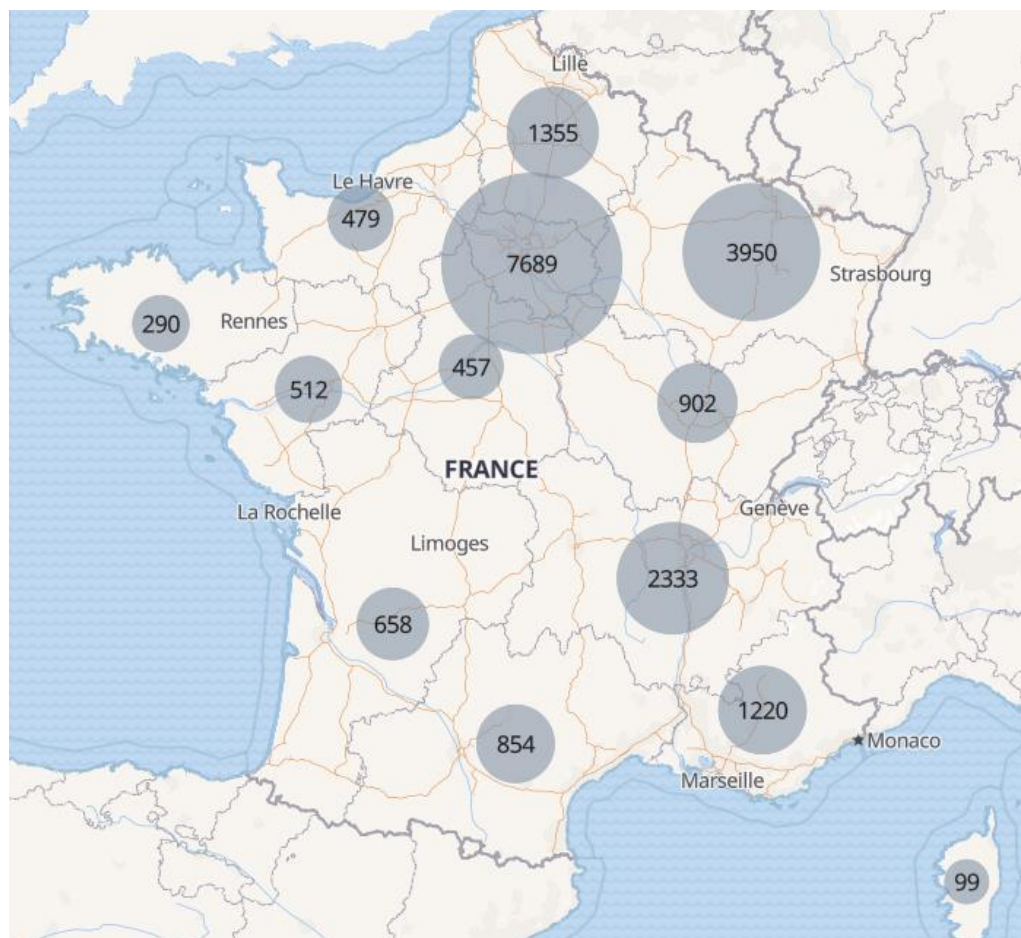 Lille
1355
Le Havre
479
7689
3950
Strasbourg
290
Rennes
457
512
902
FRANCE
La Rochelle
Genève
Limoges
2333
658
1220
854
Monaco
Marseille
99